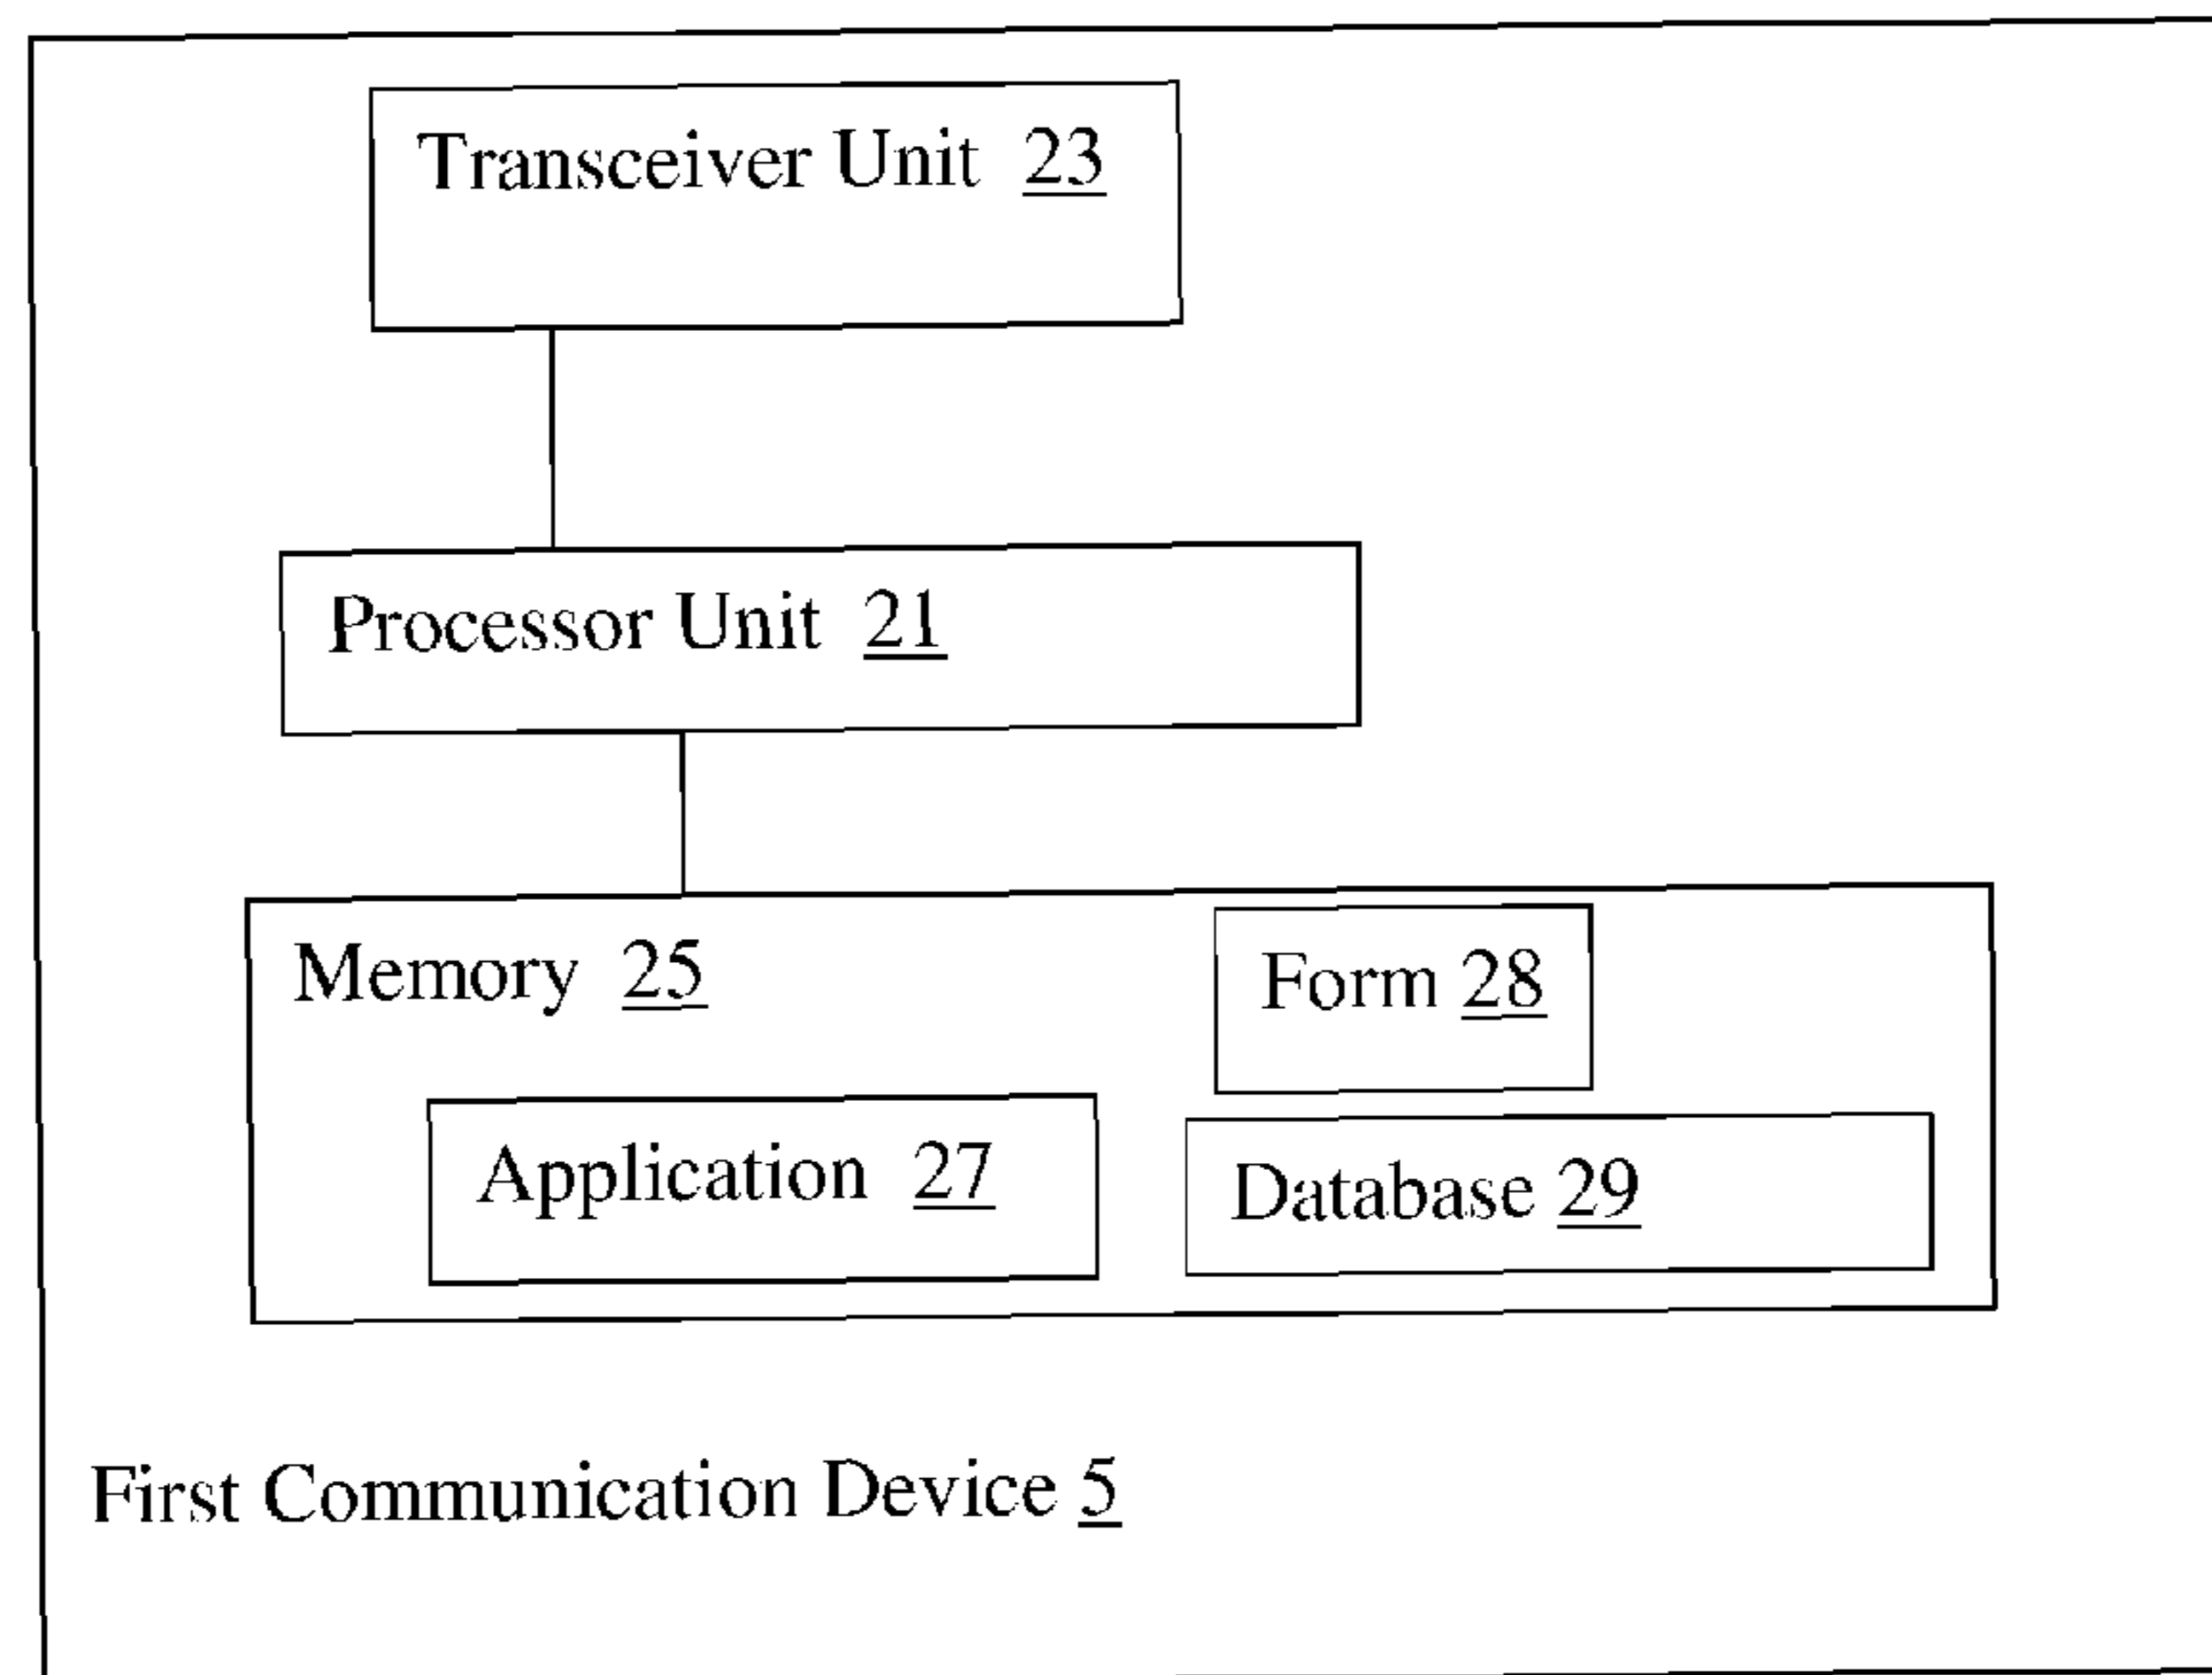 Transceiver Unit 23
Processor Unit 21
Memory 25
Form 28
Application 27
Database 29
First Communication Device 5